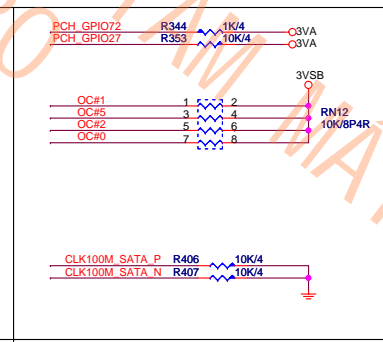 PCH_GPIO72 R344 1K/4 3VA
PCH_GPIO27 R353 10K/4 3VA
3VSB
OC#1 1 2
OC#5 3 4 RN12
OC#2 5 6 10K/8P4R
OC#0 7 8
CLK100M_SATA_P R406 10K/4
CLK100M_SATA_N R407 10K/4
TAM
MA